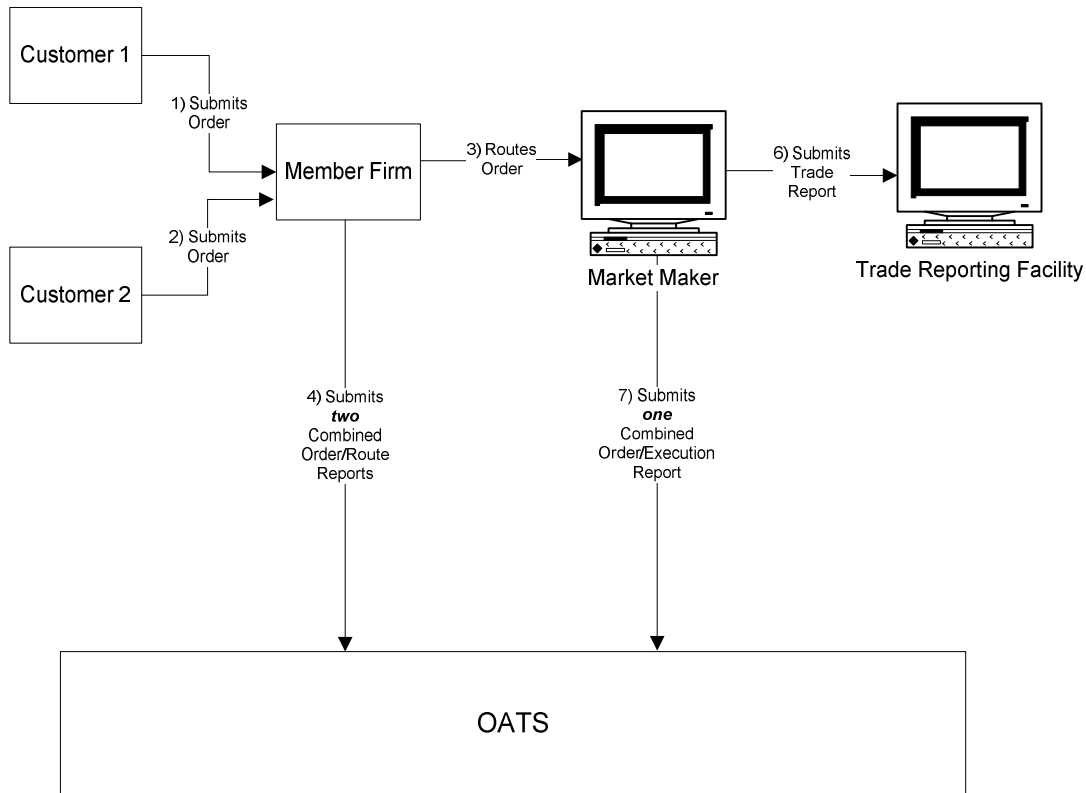 Customer 1
1) Submits
Order
Member Firm
3) Routes
Order
6) Submits
Trade
Report
2) Submits
Order
Customer 2
Market Maker
Trade Reporting Facility
4) Submits
two
Combined
Order/Route
Reports
7) Submits
one
Combined
Order/Execution
Report
OATS